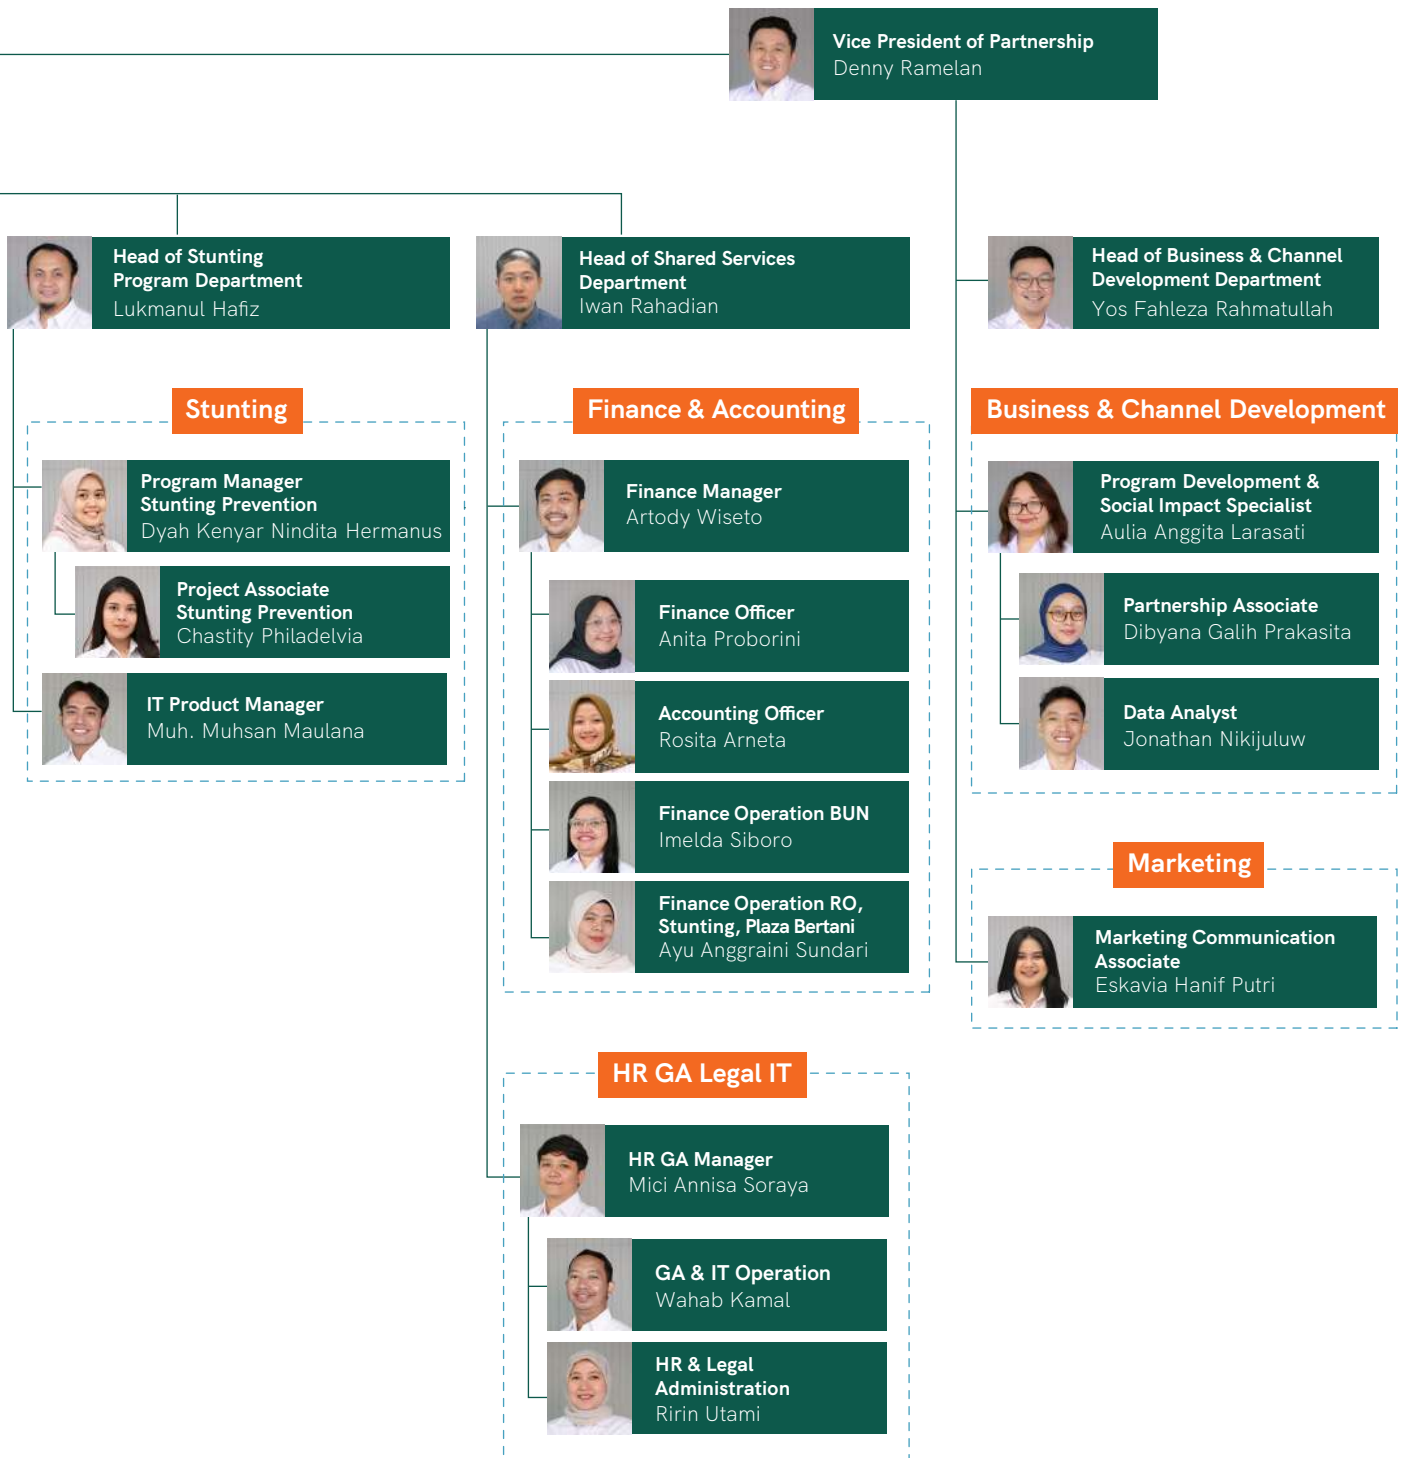 Vice President of Partnership
Denny Ramelan
Head of Stunting
Program Department
Lukmanul Hafiz
Head of Shared Services
Department
Iwan Rahadian
Head of Business & Channel
Development Department
Yos Fahleza Rahmatullah
Stunting
Program Manager
Stunting Prevention
Dyah Kenyar Nindita Hermanus
Project Associate
Stunting Prevention
Chastity Philadelvia
IT Product Manager
Muh. Muhsan Maulana
Finance & Accounting
Finance Manager
Artody Wiseto
Finance Officer
Anita Proborini
Accounting Officer
Rosita Arneta
Finance Operation BUN
Imelda Siboro
Finance Operation RO,
Stunting, Plaza Bertani
Ayu Anggraini Sundari
HR GA Legal IT
HR GA Manager
Mici Annisa Soraya
GA & IT Operation
Wahab Kamal
HR & Legal
Administration
Ririn Utami
Business & Channel Development
Program Development &
Social Impact Specialist
Aulia Anggita Larasati
Partnership Associate
Dibyana Galih Prakasita
Data Analyst
Jonathan Nikijuluw
Marketing
Marketing Communication
Associate
Eskavia Hanif Putri